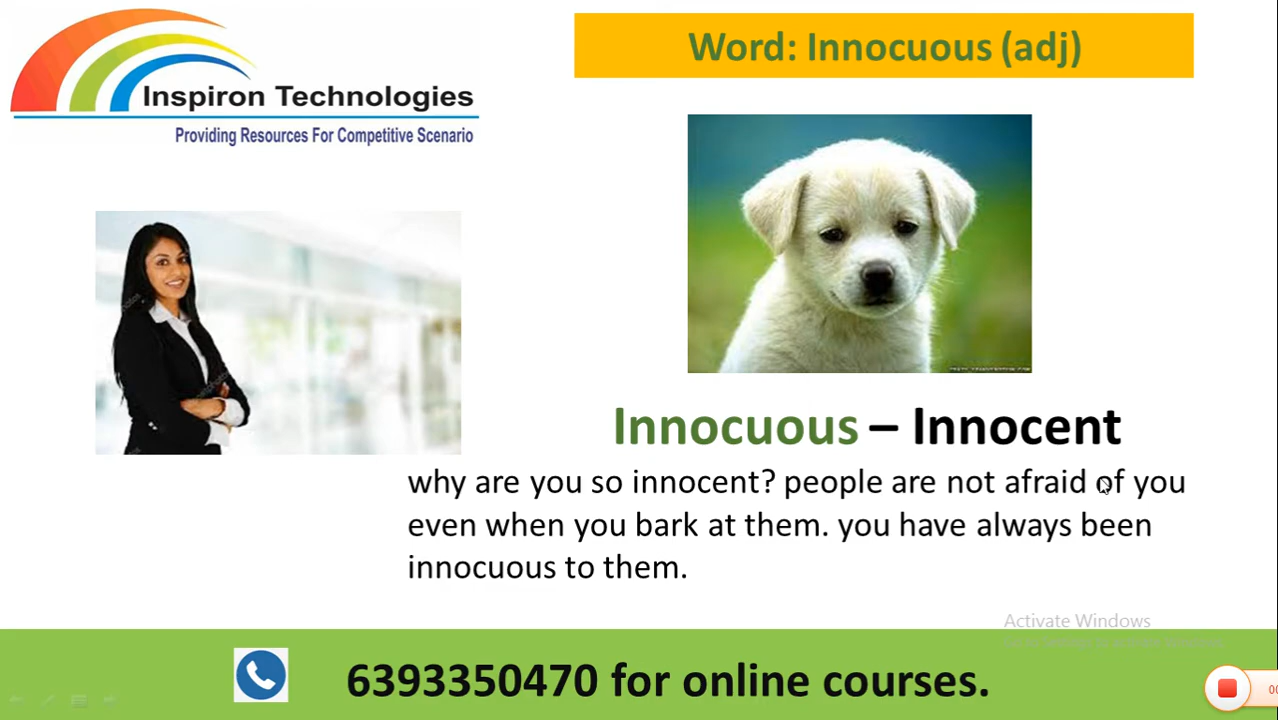 Inspiron Technologies
Providing Resources For Competitive Scenario
Word: Innocuous (adj)
Innocuous – Innocent
why are you so innocent? people are not afraid of you
even when you bark at them. you have always been
innocuous to them.
Activate Windows
6393350470 for online courses.
00